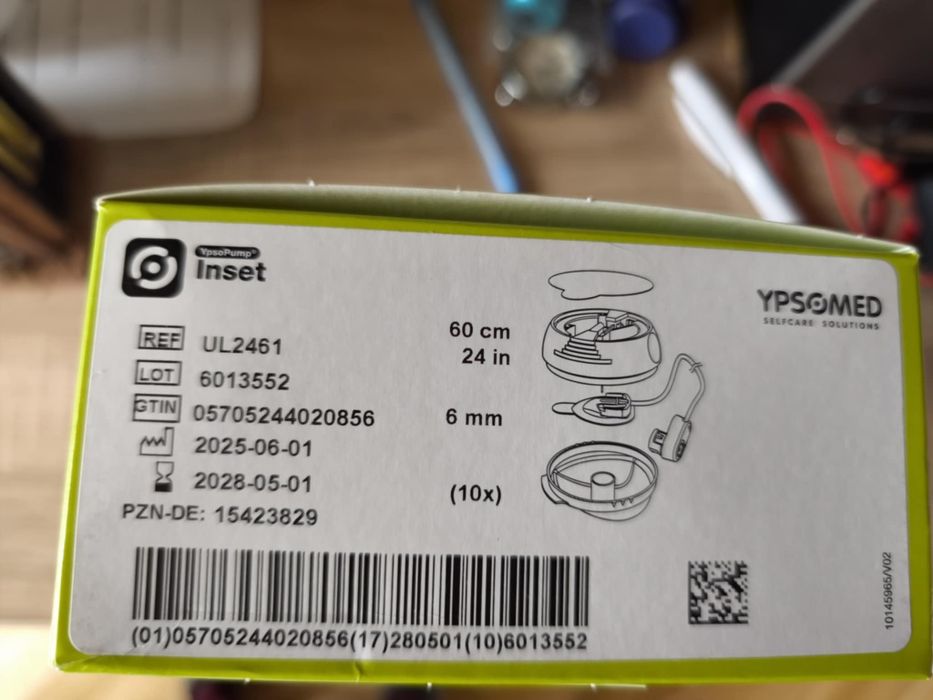 YpsoPump®
Inset
YPSOMED
SELFCARE SOLUTIONS
REF UL2461
LOT 6013552
GTIN 05705244020856
2025-06-01
2028-05-01
PZN-DE: 15423829
60 cm
24 in
6 mm
(10x)
(01)05705244020856(17)280501(10)6013552
10145965/V02